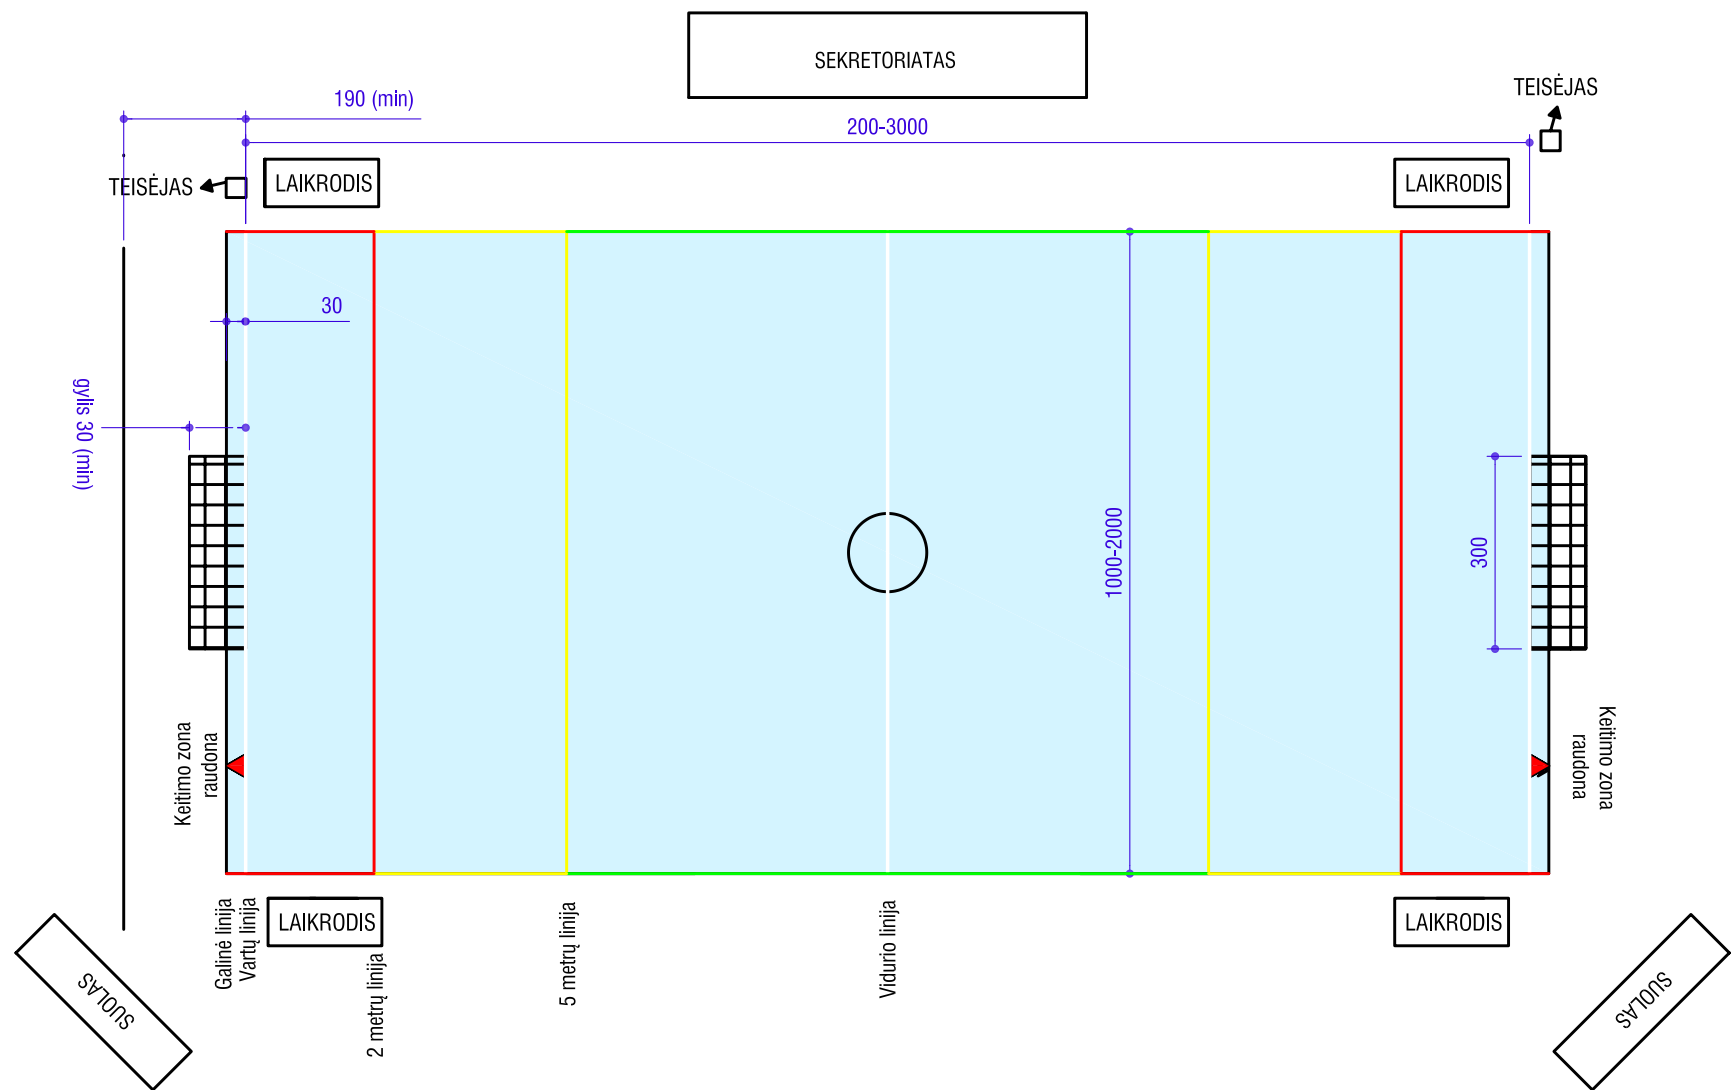 SEKRETORIATAS
TEISĖJAS
190 (min)
200-3000
TEISĖJAS
LAIKRODIS
LAIKRODIS
30
gylis 30 (min)
1000-2000
300
Keitimo zona
raudona
Keitimo zona
raudona
Galinė linija
Vartų linija
LAIKRODIS
2 metrų linija
5 metrų linija
Vidurio linija
LAIKRODIS
SUOLAS
SUOLAS